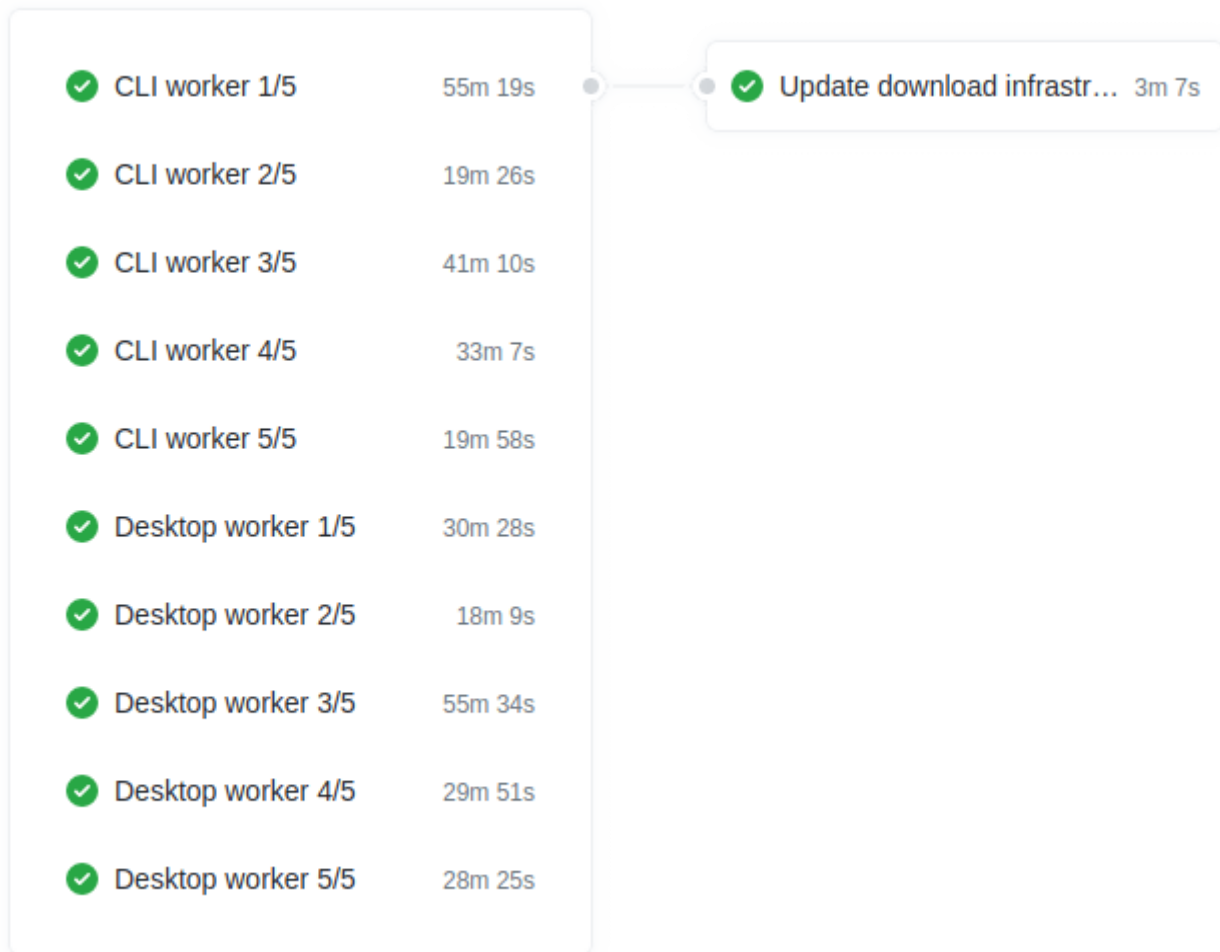 CLI worker 1/5 55m 19s
CLI worker 2/5 19m 26s
CLI worker 3/5 41m 10s
CLI worker 4/5 33m 7s
CLI worker 5/5 19m 58s
Desktop worker 1/5 30m 28s
Desktop worker 2/5 18m 9s
Desktop worker 3/5 55m 34s
Desktop worker 4/5 29m 51s
Desktop worker 5/5 28m 25s
Update download infrastr… 3m 7s